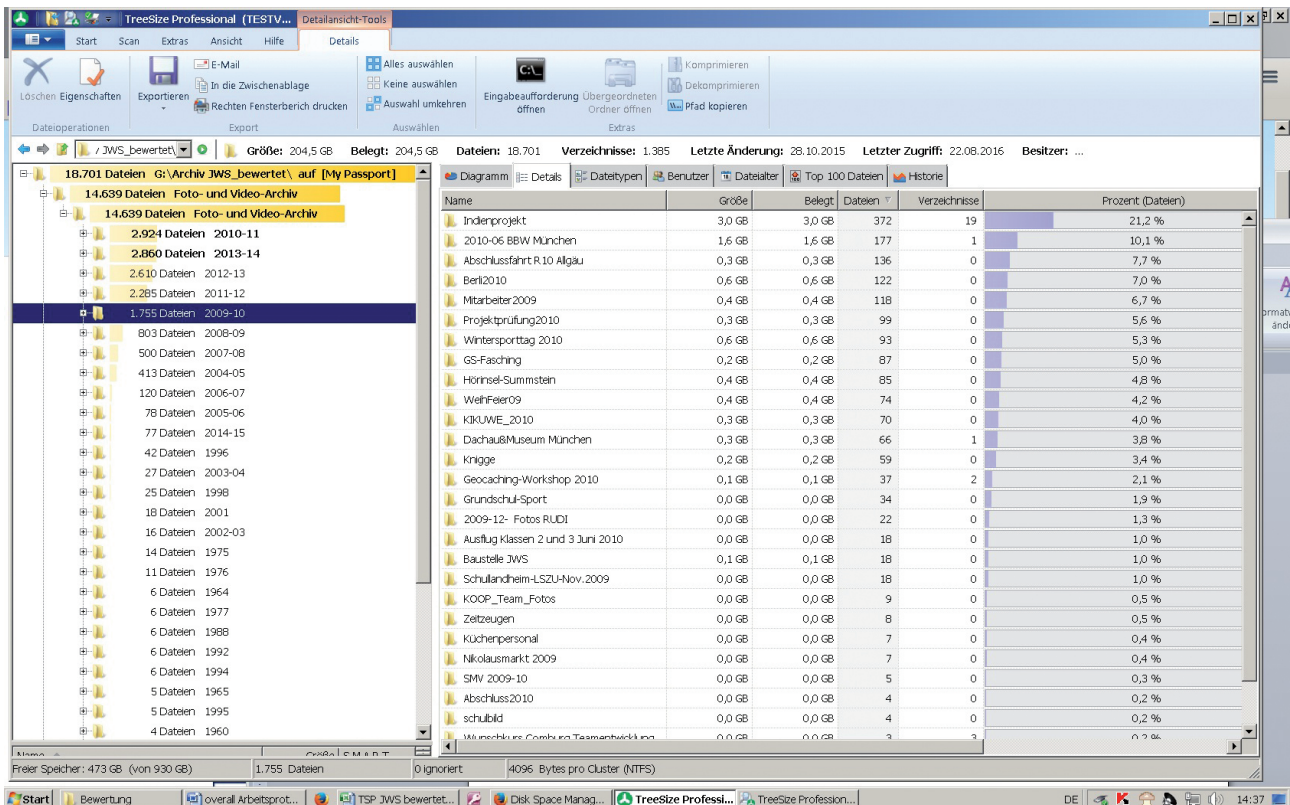 TreeSize Professional (TESTV... Detailansicht-Tools
Start Scan Extras Ansicht Hilfe Details
Löschen Eigenschaften
Dateioperationen
Exportieren
E-Mail
In die Zwischenablage
Rechten Fensterberich drucken
Export
Alles auswählen
Keine auswählen
Auswahl umkehren
Auswählen
C:\_
Eingabeaufforderung öffnen
Übergeordneten Ordner öffnen
Komprimieren
Dekomprimieren
Pfad kopieren
Extras
/ JWS_bewertet\ Größe: 204,5 GB Belegt: 204,5 GB Dateien: 18.701 Verzeichnisse: 1.385 Letzte Änderung: 28.10.2015 Letzter Zugriff: 22.08.2016 Besitzer: ...
18.701 Dateien G:\Archiv JWS_bewertet\ auf [My Passport]
14.639 Dateien Foto- und Video-Archiv
14.639 Dateien Foto- und Video-Archiv
2.924 Dateien 2010-11
2.860 Dateien 2013-14
2.610 Dateien 2012-13
2.285 Dateien 2011-12
1.755 Dateien 2009-10
803 Dateien 2008-09
500 Dateien 2007-08
413 Dateien 2004-05
120 Dateien 2006-07
78 Dateien 2005-06
77 Dateien 2014-15
42 Dateien 1996
27 Dateien 2003-04
25 Dateien 1998
18 Dateien 2001
16 Dateien 2002-03
14 Dateien 1975
11 Dateien 1976
6 Dateien 1964
6 Dateien 1977
6 Dateien 1988
6 Dateien 1992
6 Dateien 1994
5 Dateien 1965
5 Dateien 1995
4 Dateien 1960
Diagramm Details Dateitypen Benutzer Dateialter Top 100 Dateien Historie
Name Größe Belegt Dateien Verzeichnisse Prozent (Dateien)
Indienprojekt 3,0 GB 3,0 GB 372 19 21,2 %
2010-06 BBW München 1,6 GB 1,6 GB 177 1 10,1 %
Abschlussfahrt R10 Allgäu 0,3 GB 0,3 GB 136 0 7,7 %
Berli2010 0,6 GB 0,6 GB 122 0 7,0 %
Mitarbeiter2009 0,4 GB 0,4 GB 118 0 6,7 %
Projektprüfung2010 0,3 GB 0,3 GB 99 0 5,6 %
Wintersporttag 2010 0,6 GB 0,6 GB 93 0 5,3 %
GS-Fasching 0,2 GB 0,2 GB 87 0 5,0 %
Hörinsel-Summstein 0,4 GB 0,4 GB 85 0 4,8 %
WeihFeier09 0,4 GB 0,4 GB 74 0 4,2 %
KIKUWE_2010 0,3 GB 0,3 GB 70 0 4,0 %
Dachau&Museum München 0,3 GB 0,3 GB 66 1 3,8 %
Knigge 0,2 GB 0,2 GB 59 0 3,4 %
Geocaching-Workshop 2010 0,1 GB 0,1 GB 37 2 2,1 %
Grundschul-Sport 0,0 GB 0,0 GB 34 0 1,9 %
2009-12- Fotos RUDI 0,0 GB 0,0 GB 22 0 1,3 %
Ausflug Klassen 2 und 3 Juni 2010 0,0 GB 0,0 GB 18 0 1,0 %
Baustelle JWS 0,1 GB 0,1 GB 18 0 1,0 %
Schullandheim-LSZU-Nov.2009 0,0 GB 0,0 GB 18 0 1,0 %
KOOP_Team_Fotos 0,0 GB 0,0 GB 9 0 0,5 %
Zeitzeugen 0,0 GB 0,0 GB 8 0 0,5 %
Küchenpersonal 0,0 GB 0,0 GB 7 0 0,4 %
Nikolausmarkt 2009 0,0 GB 0,0 GB 7 0 0,4 %
SMV 2009-10 0,0 GB 0,0 GB 5 0 0,3 %
Abschluss2010 0,0 GB 0,0 GB 4 0 0,2 %
schulbild 0,0 GB 0,0 GB 4 0 0,2 %
Wunschkurs Comburg Teamentwicklung 0,0 GB 0,0 GB 3 3 0,2 %
Name Größe S.M.A.R.T.
Freier Speicher: 473 GB (von 930 GB) 1.755 Dateien 0 ignoriert 4096 Bytes pro Cluster (NTFS)
Start Bewertung overall Arbeitsprot... TSP JWS bewertet... Disk Space Manag... TreeSize Professi... TreeSize Profession... DE 14:37